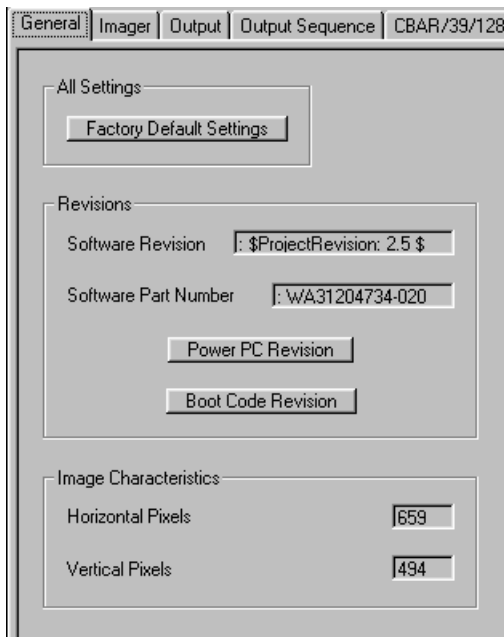 General Imager Output Output Sequence CBAR/39/128
All Settings
Factory Default Settings
Revisions
Software Revision : $ProjectRevision: 2.5 $
Software Part Number : WA31204734-020
Power PC Revision
Boot Code Revision
Image Characteristics
Horizontal Pixels 659
Vertical Pixels 494